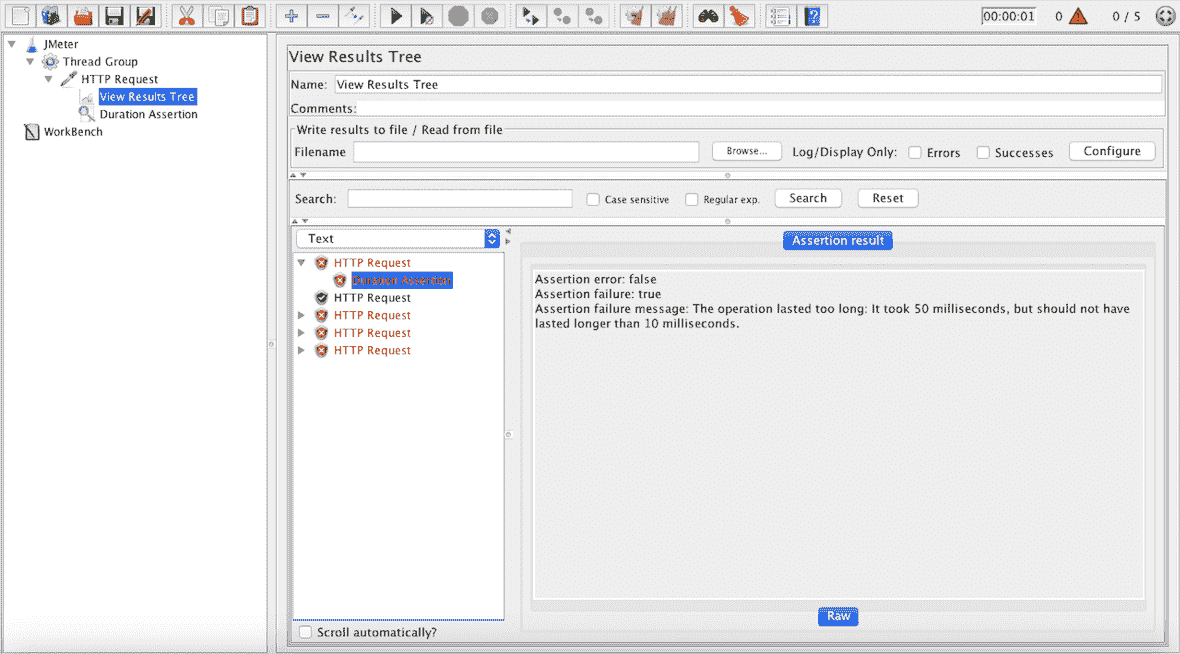 00:00:01 0 0 / 5
JMeter
Thread Group
HTTP Request
View Results Tree
Duration Assertion
WorkBench
View Results Tree
Name: View Results Tree
Comments:
Write results to file / Read from file
Filename Browse... Log/Display Only: Errors Successes Configure
Search: Case sensitive Regular exp. Search Reset
Text
HTTP Request
Duration Assertion
HTTP Request
HTTP Request
HTTP Request
HTTP Request
Scroll automatically?
Assertion result
Assertion error: false
Assertion failure: true
Assertion failure message: The operation lasted too long: It took 50 milliseconds, but should not have
lasted longer than 10 milliseconds.
Raw